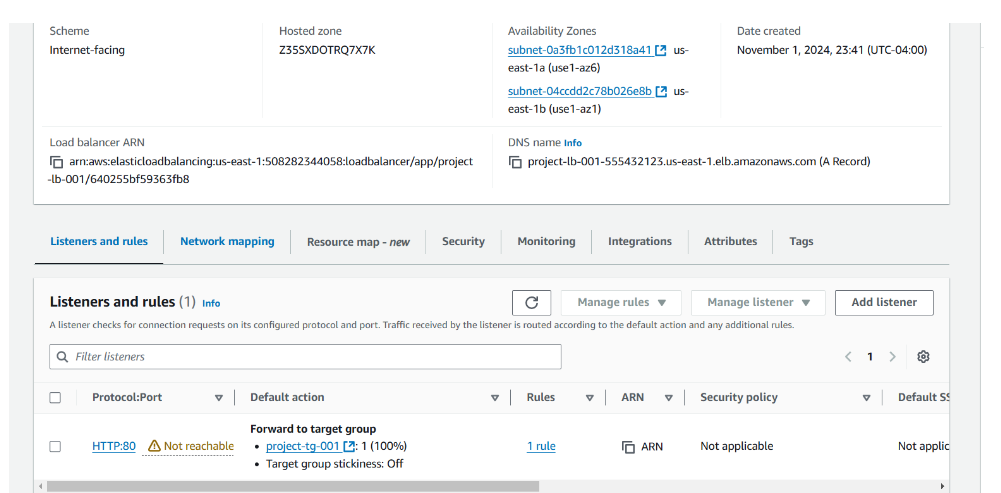 Scheme
Internet-facing
Hosted zone
Z35SXDOTRQ7X7K
Availability Zones
subnet-0a3fb1c012d318a41 us-
east-1a (use1-az6)
subnet-04ccdd2c78b026e8b us-
east-1b (use1-az1)
Date created
November 1, 2024, 23:41 (UTC-04:00)
Load balancer ARN
arn:aws:elasticloadbalancing:us-east-1:508282344058:loadbalancer/app/project
-lb-001/640255bf59363fb8
DNS name Info
project-lb-001-555432123.us-east-1.elb.amazonaws.com (A Record)
Listeners and rules Network mapping Resource map - new Security Monitoring Integrations Attributes Tags
Listeners and rules (1) Info
Manage rules Manage listener Add listener
A listener checks for connection requests on its configured protocol and port. Traffic received by the listener is routed according to the default action and any additional rules.
Filter listeners
1
Protocol:Port Default action Rules ARN Security policy Default SS
HTTP:80 Not reachable
Forward to target group
• project-tg-001 : 1 (100%)
• Target group stickiness: Off
1 rule
ARN
Not applicable
Not applic